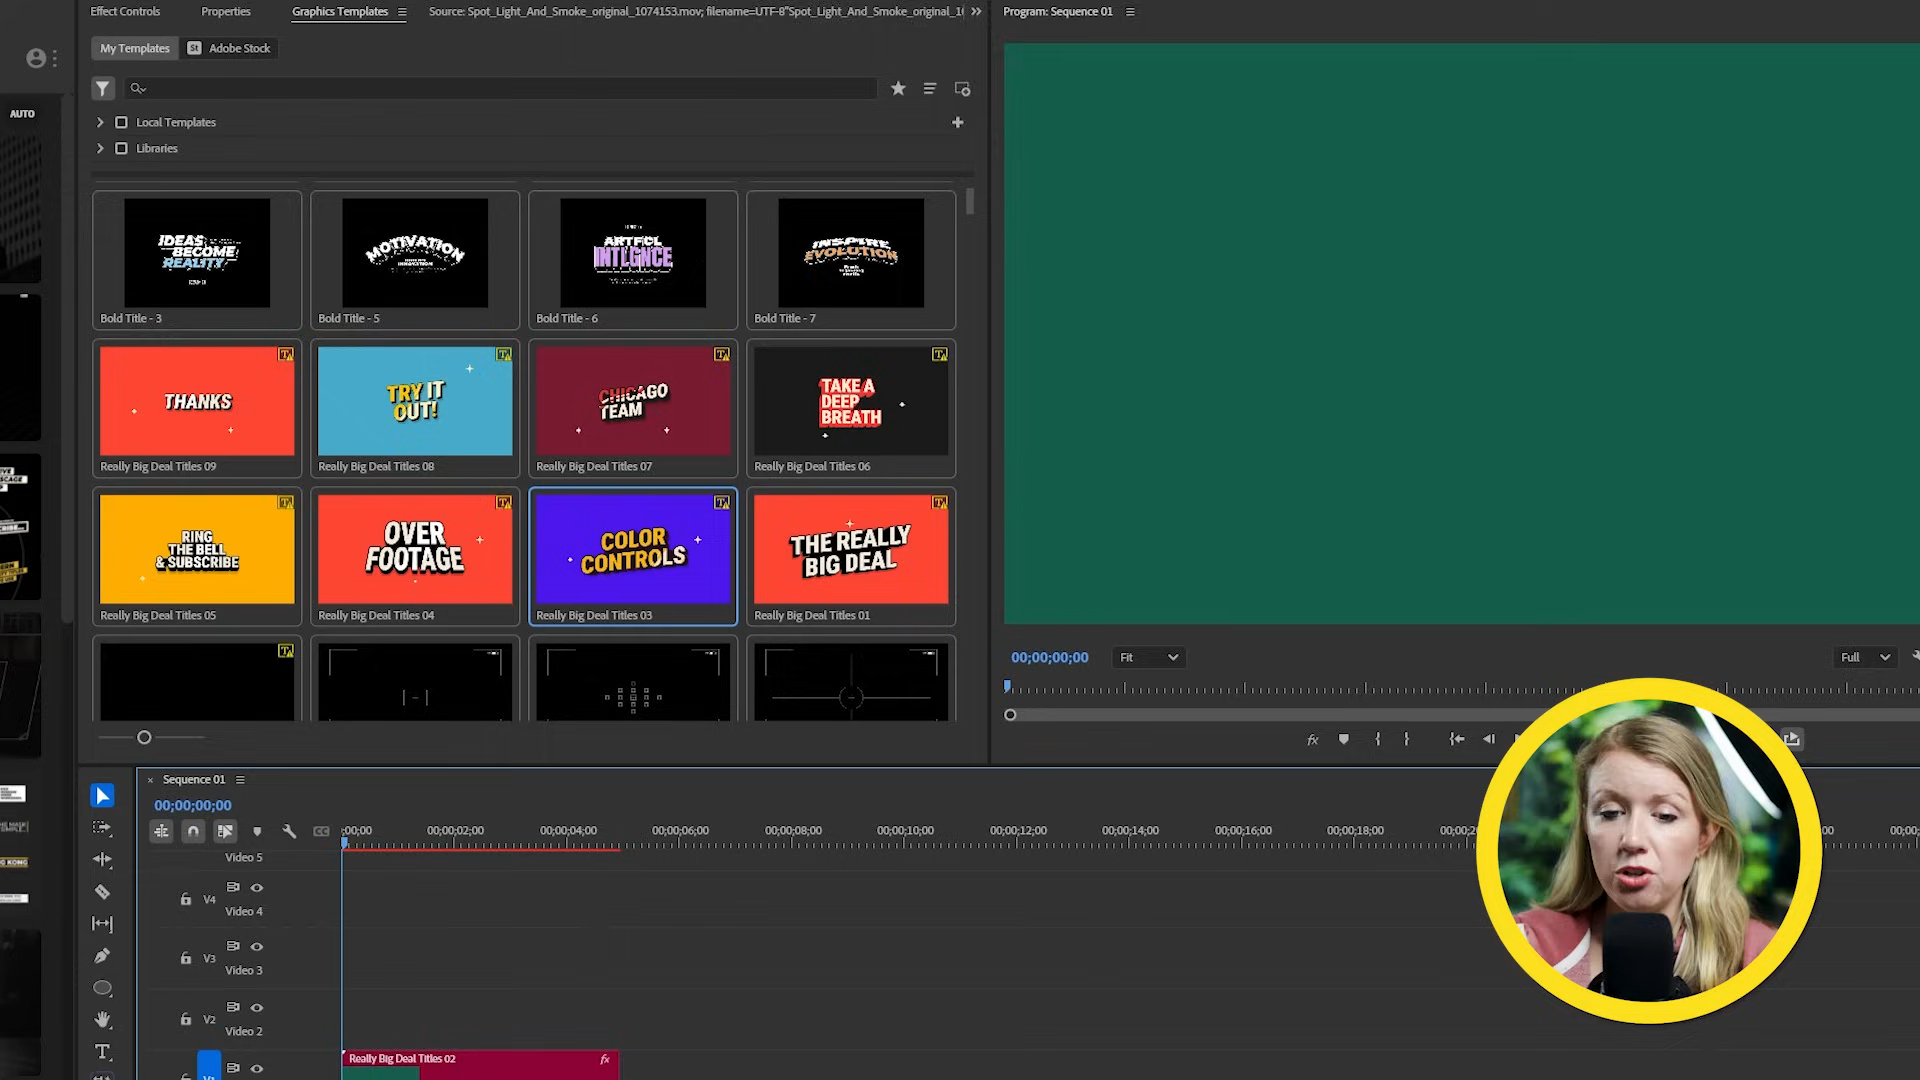 Effect Controls
Properties
Graphics Templates
Source: Spot_Light_And_Smoke_original_1074153.mov; filename=UTF-8"Spot_Light_And_Smoke_original_1
Program: Sequence 01
My Templates
St Adobe Stock
AUTO
Local Templates
Libraries
IDEAS
BECOME
REALITY
Bold Title - 3
MOTIVATION
INNOVATION
Bold Title - 5
ARTFCL
INTLGNCE
Bold Title - 6
INSPIRE
EVOLUTION
Bold Title - 7
THANKS
Really Big Deal Titles 09
TRY IT
OUT!
Really Big Deal Titles 08
CHICAGO
TEAM
Really Big Deal Titles 07
TAKE A
DEEP
BREATH
Really Big Deal Titles 06
RING
THE BELL
& SUBSCRIBE
Really Big Deal Titles 05
OVER
FOOTAGE
Really Big Deal Titles 04
COLOR
CONTROLS
Really Big Deal Titles 03
THE REALLY
BIG DEAL
Really Big Deal Titles 01
00;00;00;00
Fit
Full
fx
Sequence 01
00;00;00;00
CC
;00;00
00;00;02;00
00;00;04;00
00;00;06;00
00;00;08;00
00;00;10;00
00;00;12;00
00;00;14;00
00;00;16;00
00;00;18;00
Video 5
V4
Video 4
V3
Video 3
V2
Video 2
Really Big Deal Titles 02
fx